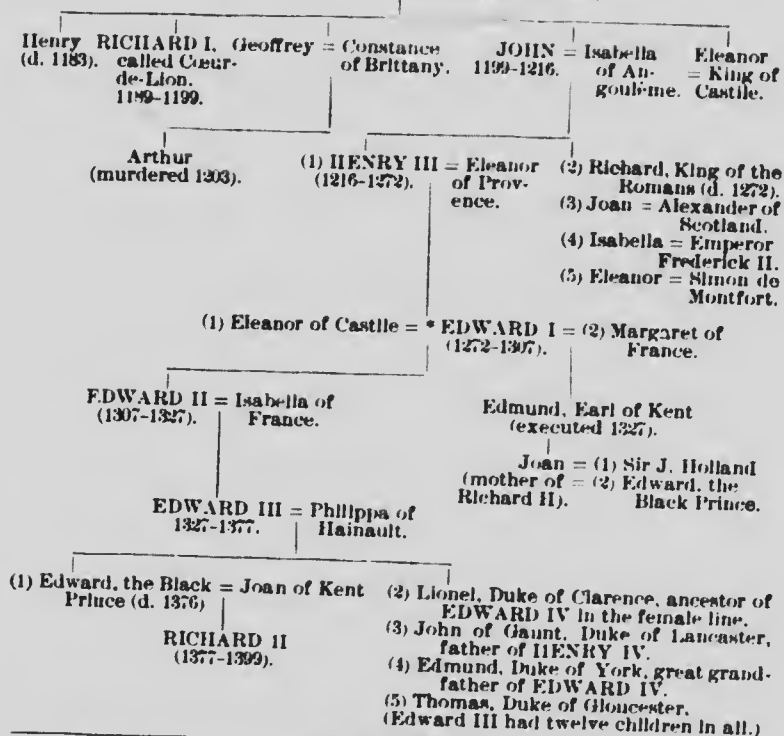 Henry RICHARD I, Geoffrey = Constance JOHN = Isabella Eleanor
(d. 1183). called Cœur- of Brittany. 1199-1216. of An- = King of
de-Lion. goulême. Castile.
1189-1199.
Arthur (1) HENRY III = Eleanor (2) Richard, King of the
(murdered 1203). (1216-1272). of Prov- Romans (d. 1272).
ence. (3) Joan = Alexander of
Scotland.
(4) Isabella = Emperor
Frederick II.
(5) Eleanor = Simon de
Montfort.
(1) Eleanor of Castile = * EDWARD I = (2) Margaret of
(1272-1307). France.
EDWARD II = Isabella of Edmund, Earl of Kent
(1307-1327). France. (executed 1327).
Joan = (1) Sir J. Holland
(mother of = (2) Edward, the
Richard II). Black Prince.
EDWARD III = Philippa of
1327-1377. Hainault.
(1) Edward, the Black = Joan of Kent (2) Lionel, Duke of Clarence, ancestor of
Prince (d. 1376) EDWARD IV in the female line.
RICHARD II (3) John of Gaunt, Duke of Lancaster,
(1377-1399). father of HENRY IV.
(4) Edmund, Duke of York, great grand-
father of EDWARD IV.
(5) Thomas, Duke of Gloucester.
(Edward III had twelve children in all.)